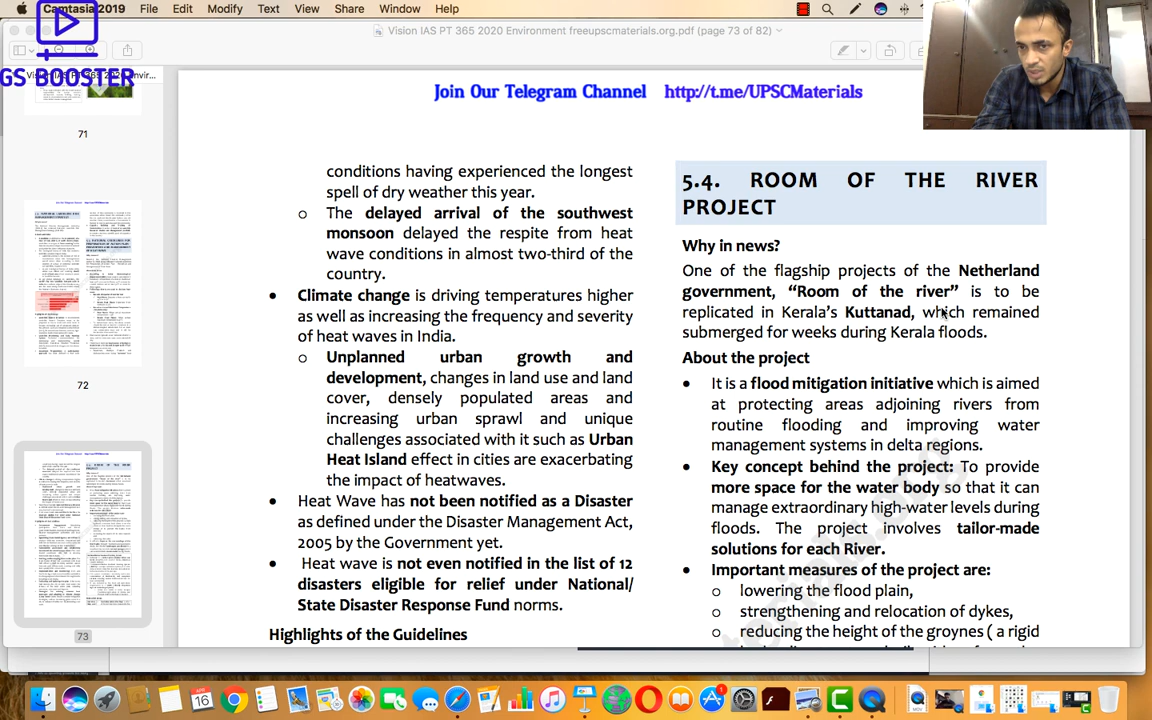 Camtasia 2019 File Edit Modify Text View Share Window Help
Vision IAS PT 365 2020 Environment freeupscmaterials.org.pdf (page 73 of 82)
GS BOOSTER
71
72
73
Join Our Telegram Channel http://t.me/UPSCMaterials
conditions having experienced the longest
spell of dry weather this year.
o The delayed arrival of the southwest
monsoon delayed the respite from heat
wave conditions in almost two-third of the
country.
• Climate change is driving temperatures higher
as well as increasing the frequency and severity
of heat waves in India.
o Unplanned urban growth and
development, changes in land use and land
cover, densely populated areas and
increasing urban sprawl and unique
challenges associated with it such as Urban
Heat Island effect in cities are exacerbating
the impact of heatwaves.
• Heat Wave has not been notified as a Disaster
as defined under the Disaster Management Act,
2005 by the Government yet.
• Heat wave is not even notified in the list of 12
disasters eligible for relief under National/
State Disaster Response Fund norms.
Highlights of the Guidelines
5.4. ROOM OF THE RIVER
PROJECT
Why in news?
One of the flagship projects of the Netherland
government, “Room of the river” is to be
replicated in Kerala’s Kuttanad, which remained
submerged for weeks during Kerala floods.
About the project
• It is a flood mitigation initiative which is aimed
at protecting areas adjoining rivers from
routine flooding and improving water
management systems in delta regions.
• Key concept behind the project: To provide
more space for the water body so that it can
manage extraordinary high-water levels during
floods. The project involves tailor-made
solutions for each River.
• Important measures of the project are:
o lowering the flood plain,
o strengthening and relocation of dykes,
o reducing the height of the groynes ( a rigid
APR
16